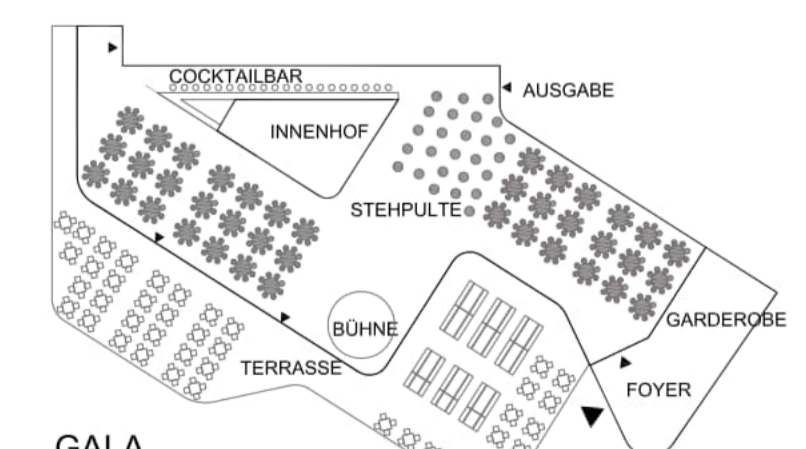 COCKTAILBAR
AUSGABE
INNENHOF
STEHPULTE
GARDEROBE
BÜHNE
TERRASSE
FOYER
GALA